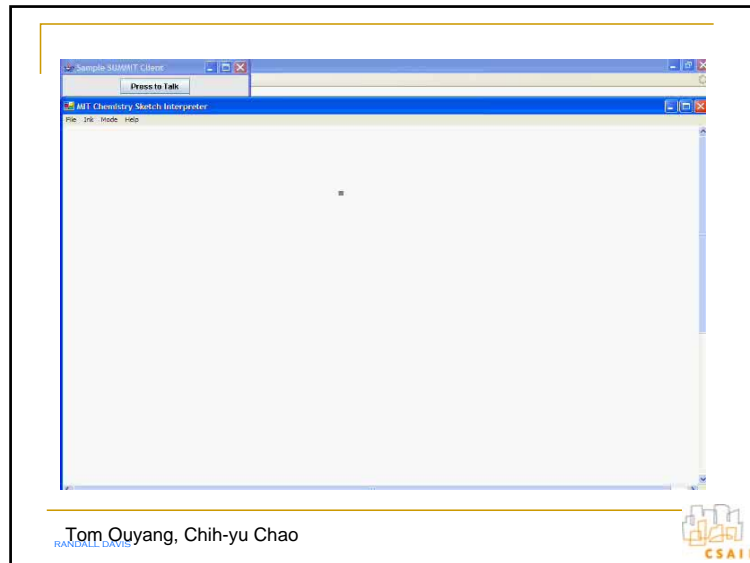 Sample SUMMIT Client
Press to Talk
MIT Chemistry Sketch Interpreter
File Ink Mode Help
Tom Ouyang, Chih-yu Chao
RANDALL DAVIS
CSAIL